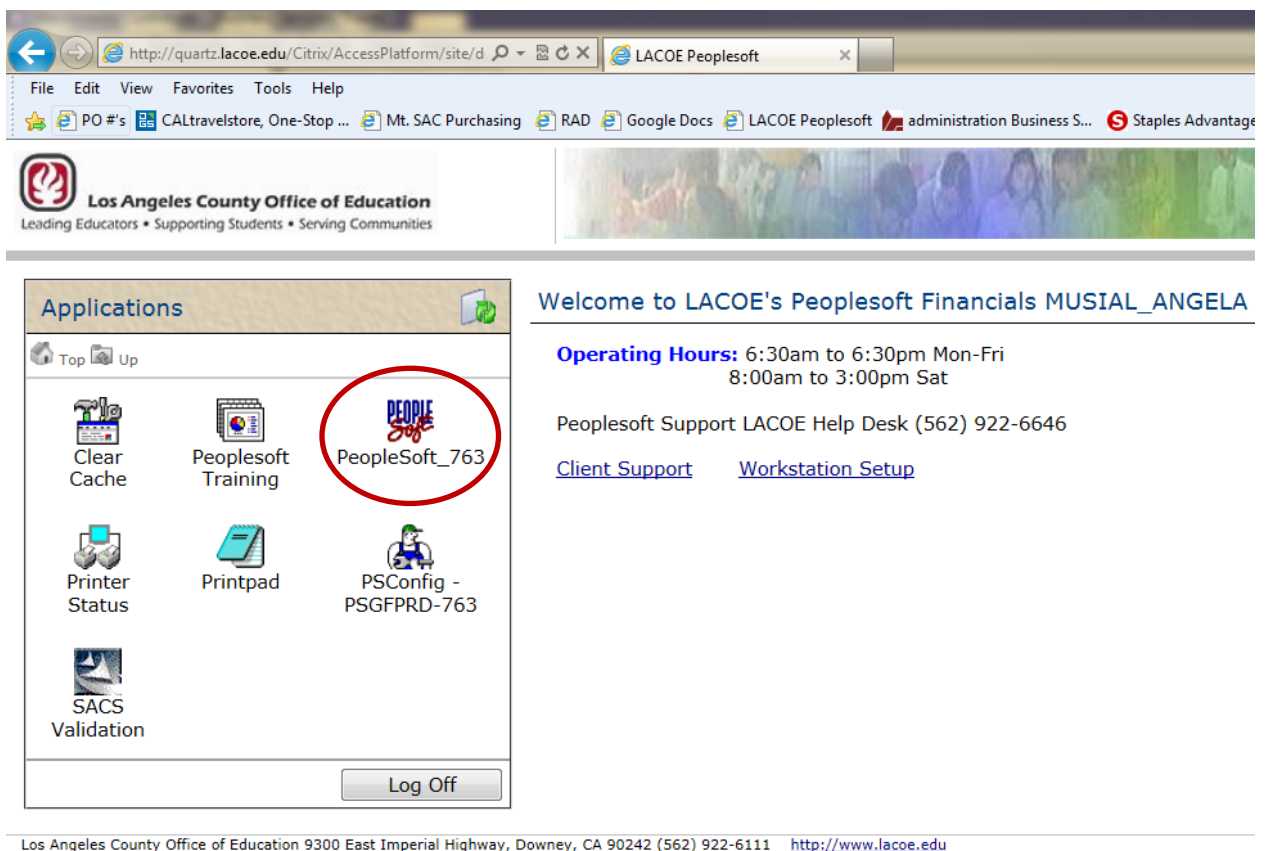 http://quartz.lacoe.edu/Citrix/AccessPlatform/site/d
LACOE Peoplesoft
File Edit View Favorites Tools Help
PO #'s CALtravelstore, One-Stop ... Mt. SAC Purchasing RAD Google Docs LACOE Peoplesoft administration Business S... Staples Advantage
Los Angeles County Office of Education
Leading Educators • Supporting Students • Serving Communities
Applications
Top Up
Welcome to LACOE's Peoplesoft Financials MUSIAL_ANGELA
Operating Hours: 6:30am to 6:30pm Mon-Fri
8:00am to 3:00pm Sat
Peoplesoft Support LACOE Help Desk (562) 922-6646
Client Support Workstation Setup
PEOPLE
Soft
Clear Peoplesoft PeopleSoft_763
Cache Training
Printer Printpad PSConfig -
Status PSGFPRD-763
SACS
Validation
Log Off
Los Angeles County Office of Education 9300 East Imperial Highway, Downey, CA 90242 (562) 922-6111 http://www.lacoe.edu